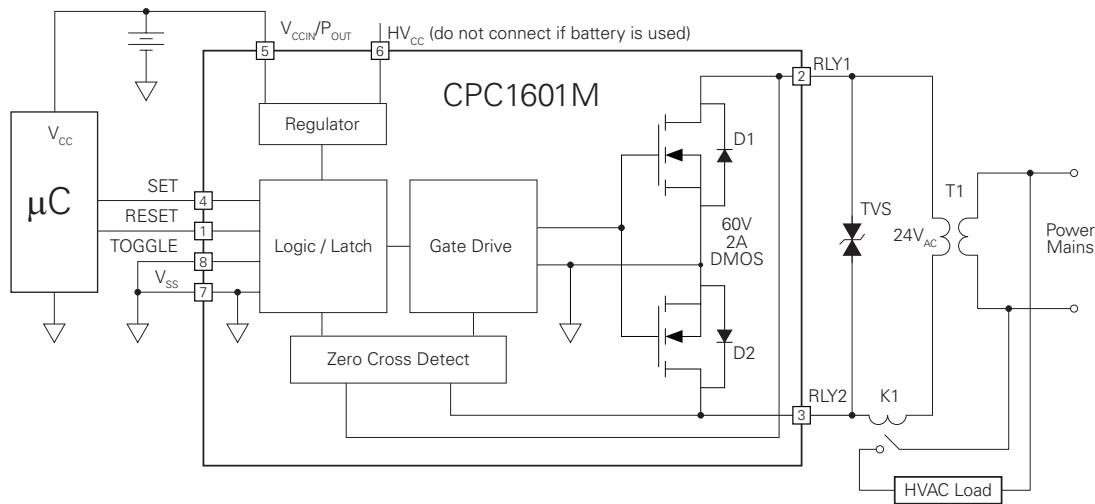 V_CCIN/P_OUT
HV_CC (do not connect if battery is used)
5
6
CPC1601M
2
RLY1
Regulator
D1
V_CC
μC
SET
4
RESET
1
TOGGLE
8
V_SS
7
Logic / Latch
Gate Drive
60V
2A
DMOS
TVS
24V_AC
T1
Power
Mains
Zero Cross Detect
D2
RLY2
3
K1
HVAC Load